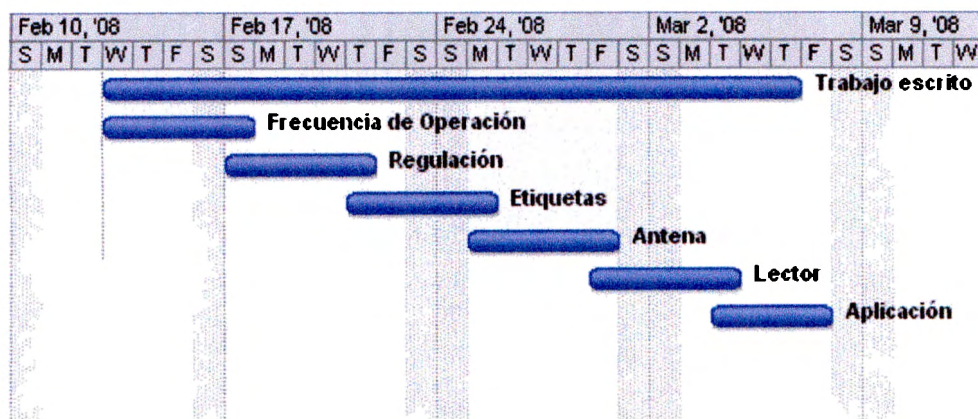 Feb 10, '08 Feb 17, '08 Feb 24, '08 Mar 2, '08 Mar 9, '08
S M T W T F S S M T W T F S S M T W T F S S M T W T F S S M T W
Trabajo escrito
Frecuencia de Operación
Regulación
Etiquetas
Antena
Lector
Aplicación